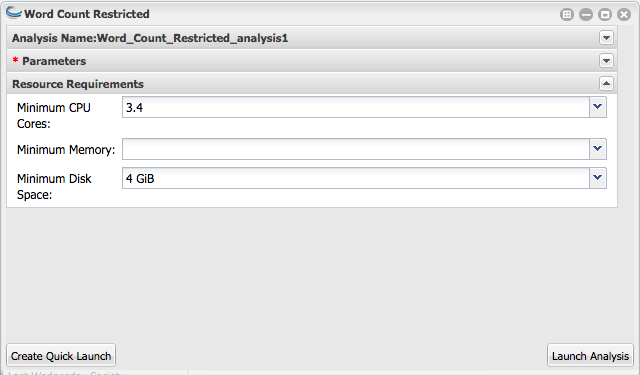 Word Count Restricted
Analysis Name:Word_Count_Restricted_analysis1
* Parameters
Resource Requirements
Minimum CPU
Cores:
3.4
Minimum Memory:
Minimum Disk
Space:
4 GiB
Create Quick Launch
Launch Analysis